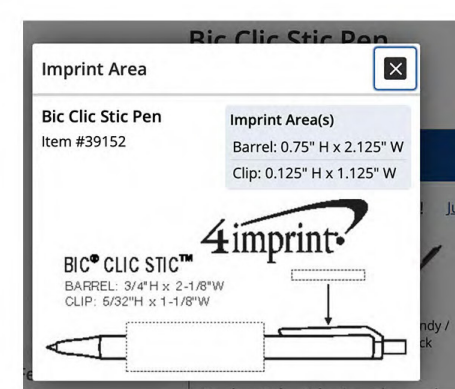 Bic Clic Stic Pen
Imprint Area
Bic Clic Stic Pen
Item #39152
Imprint Area(s)
Barrel: 0.75" H x 2.125" W
Clip: 0.125" H x 1.125" W
4imprint
BIC® CLIC STIC™
BARREL: 3/4"H x 2-1/8"W
CLIP: 5/32"H x 1-1/8"W